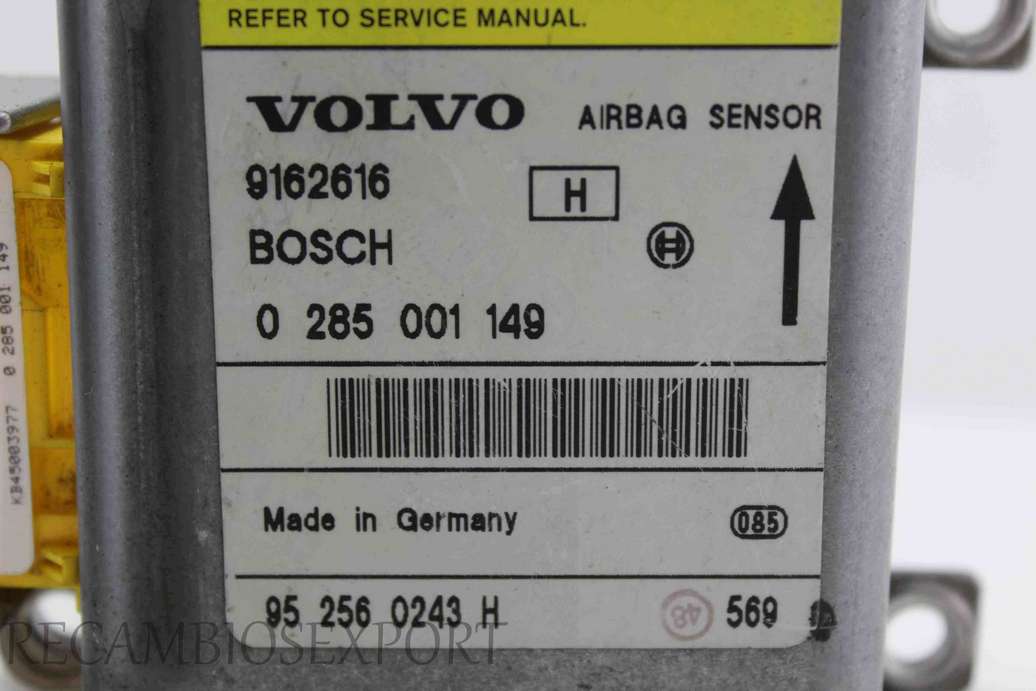 REFER TO SERVICE MANUAL.
VOLVO AIRBAG SENSOR
9162616 H
BOSCH
0 285 001 149
Made in Germany 085
95 256 0243 H 48 569
KB45003977 0 285 001 149
RECAMBIOSEXPORT